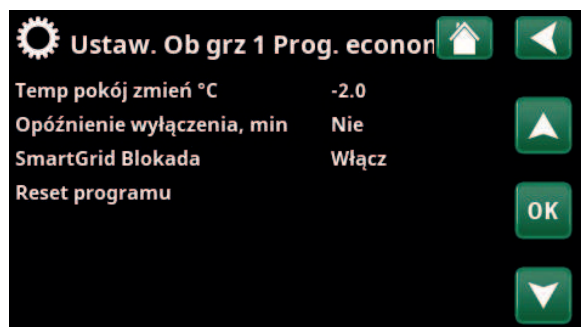 Ustaw. Ob grz 1 Prog. econon
Temp pokój zmień °C -2.0
Opóźnienie wyłączenia, min Nie
SmartGrid Blokada Włącz
Reset programu
OK